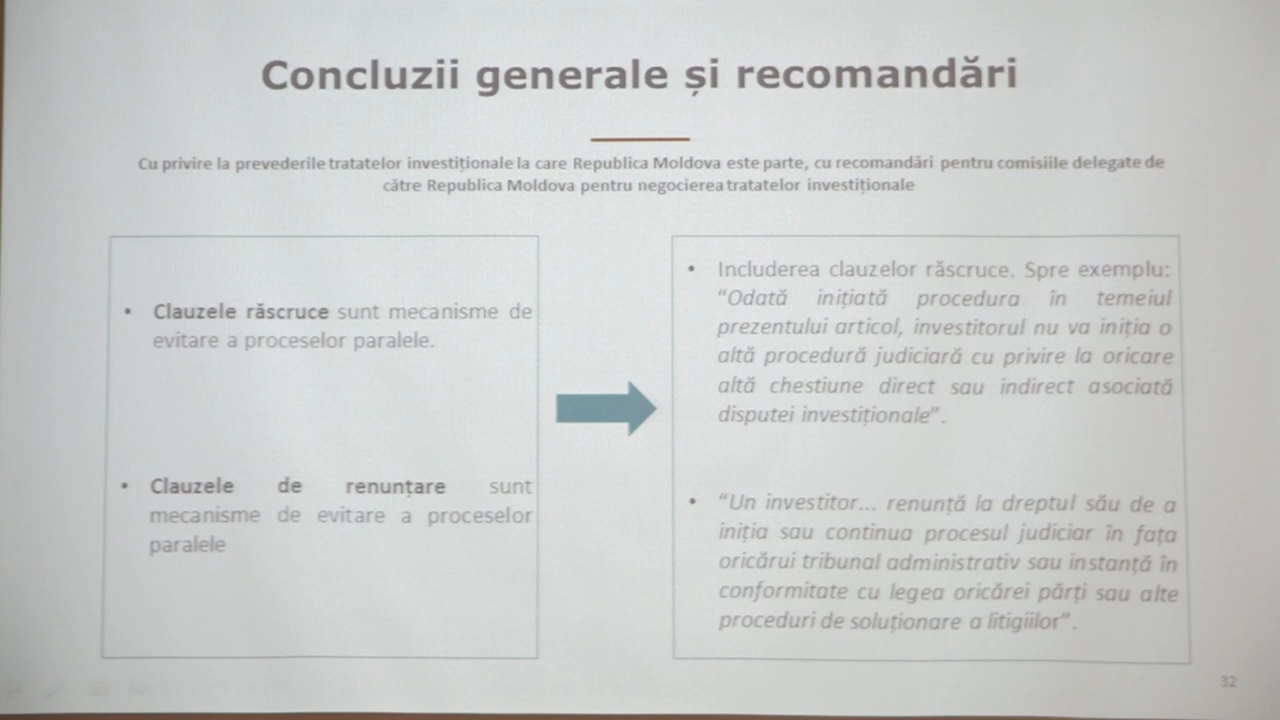 Concluzii generale și recomandări
Cu privire la prevederile tratatelor investiționale la care Republica Moldova este parte, cu recomandări pentru comisiile delegate de
către Republica Moldova pentru negocierea tratatelor investiționale
• Clauzele răscruce sunt mecanisme de
evitare a proceselor paralele.
• Clauzele de renunțare sunt
mecanisme de evitare a proceselor
paralele
• Includerea clauzelor răscruce. Spre exemplu:
“Odată inițiată procedura în temeiul
prezentului articol, investitorul nu va iniția o
altă procedură judiciară cu privire la oricare
altă chestiune direct sau indirect asociată
disputei investiționale”.
• “Un investitor... renunță la dreptul său de a
iniția sau continua procesul judiciar în fața
oricărui tribunal administrativ sau instanță în
conformitate cu legea oricărei părți sau alte
proceduri de soluționare a litigiilor”.
32